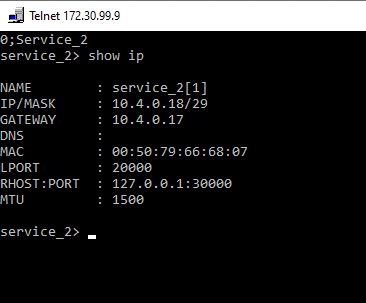 Telnet 172.30.99.9
0;Service_2
service_2> show ip
NAME : service_2[1]
IP/MASK : 10.4.0.18/29
GATEWAY : 10.4.0.17
DNS :
MAC : 00:50:79:66:68:07
LPORT : 20000
RHOST:PORT : 127.0.0.1:30000
MTU : 1500
service_2>